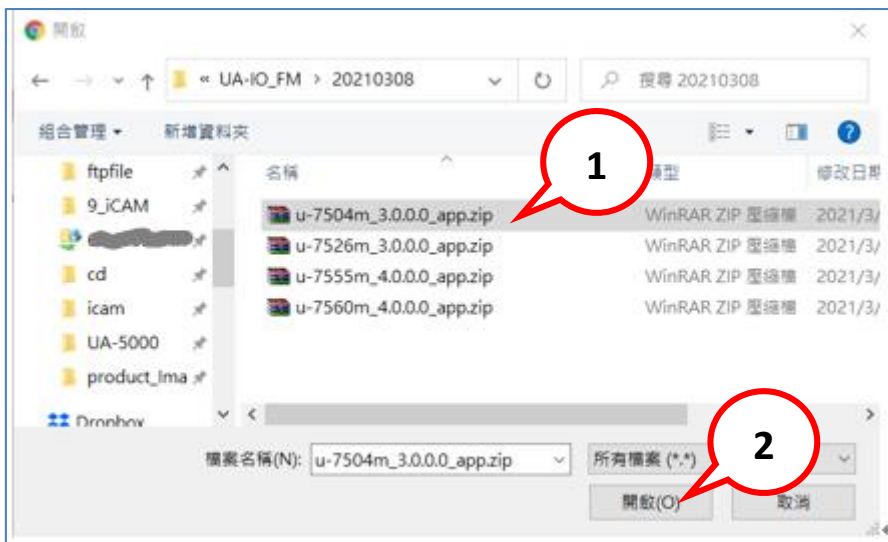 開啟
« UA-IO_FM > 20210308
搜尋 20210308
組合管理
新增資料夾
名稱
類型
修改日期
ftpfile
9_iCAM
cd
icam
UA-5000
product_Ima
Dropbox
u-7504m_3.0.0.0_app.zip WinRAR ZIP 壓縮檔 2021/3/
u-7526m_3.0.0.0_app.zip WinRAR ZIP 壓縮檔 2021/3/
u-7555m_4.0.0.0_app.zip WinRAR ZIP 壓縮檔 2021/3/
u-7560m_4.0.0.0_app.zip WinRAR ZIP 壓縮檔 2021/3/
1
檔案名稱(N): u-7504m_3.0.0.0_app.zip
所有檔案 (*.*)
2
開啟(O)
取消